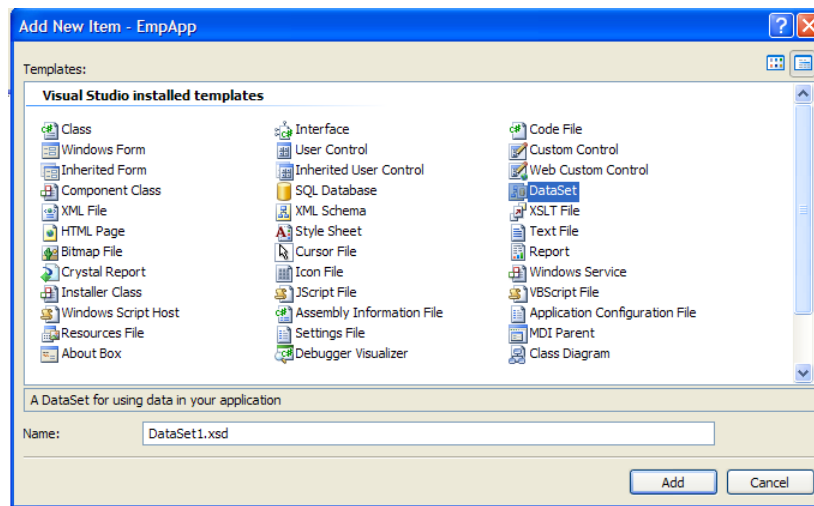 Add New Item - EmpApp
Templates:
Visual Studio installed templates
Class Interface Code File
Windows Form User Control Custom Control
Inherited Form Inherited User Control Web Custom Control
Component Class SQL Database DataSet
XML File XML Schema XSLT File
HTML Page Style Sheet Text File
Bitmap File Cursor File Report
Crystal Report Icon File Windows Service
Installer Class JScript File VBScript File
Windows Script Host Assembly Information File Application Configuration File
Resources File Settings File MDI Parent
About Box Debugger Visualizer Class Diagram
A DataSet for using data in your application
Name: DataSet1.xsd
Add Cancel